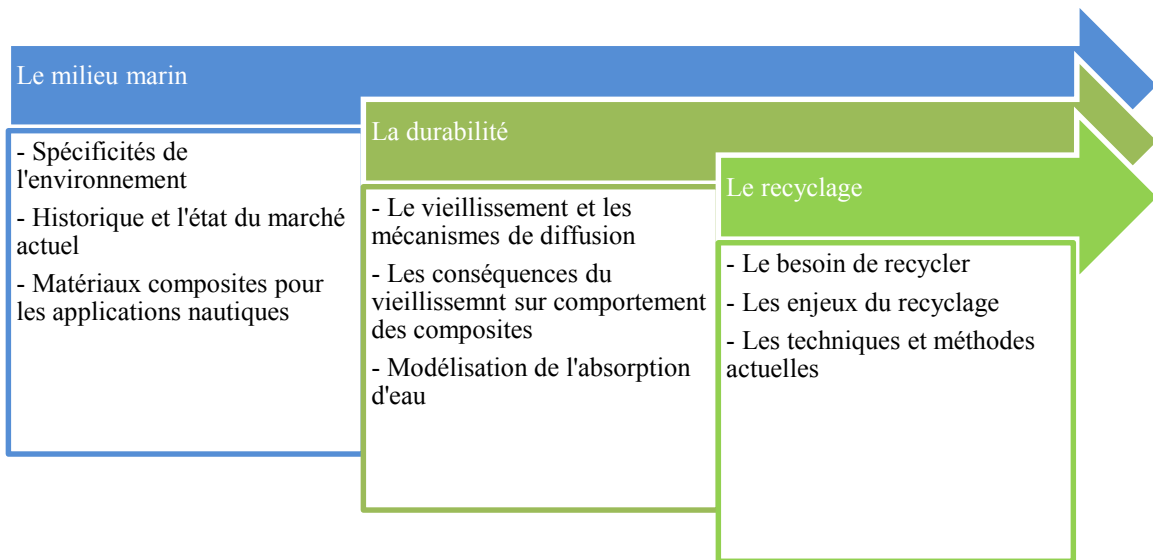 Le milieu marin
- Spécificités de
l'environnement
- Historique et l'état du marché
actuel
- Matériaux composites pour
les applications nautiques
La durabilité
- Le vieillissement et les
mécanismes de diffusion
- Les conséquences du
vieillissemnt sur comportement
des composites
- Modélisation de l'absorption
d'eau
Le recyclage
- Le besoin de recycler
- Les enjeux du recyclage
- Les techniques et méthodes
actuelles